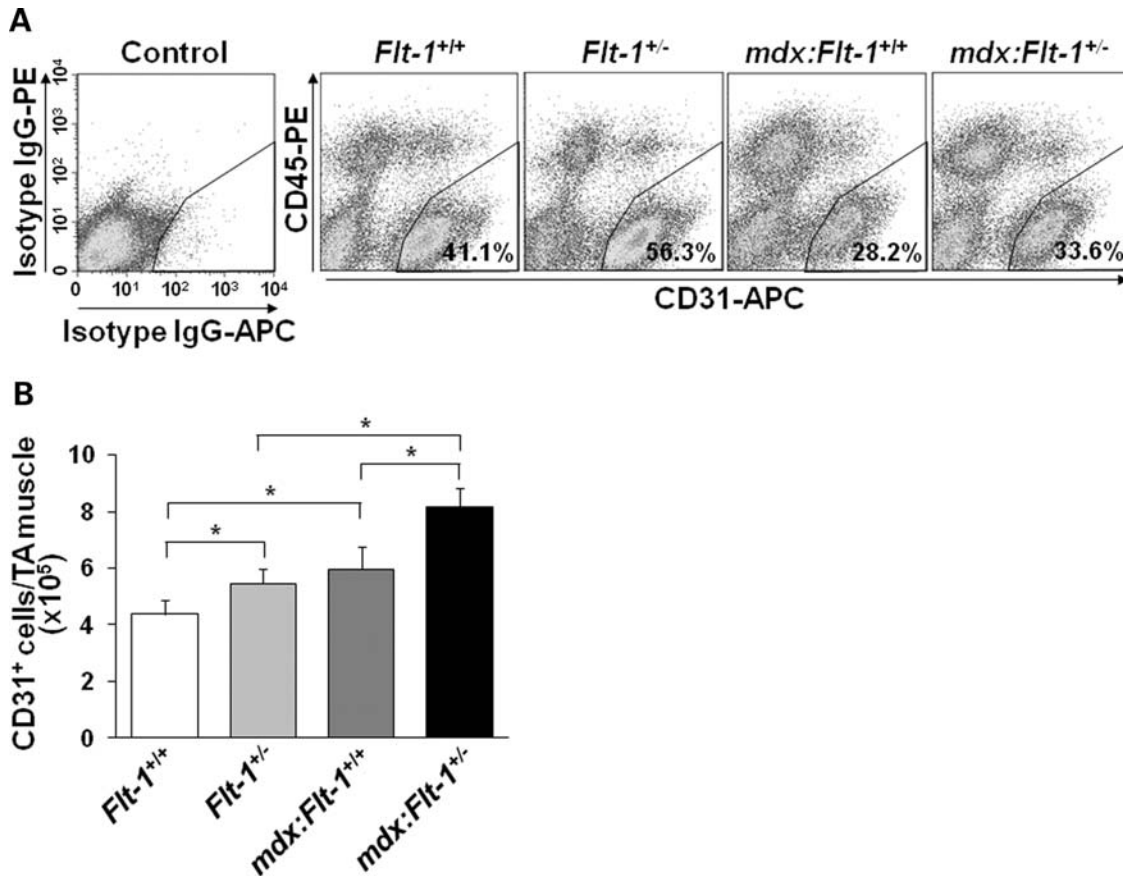 A
Control
Flt-1+/+
Flt-1+/-
mdx:Flt-1+/+
mdx:Flt-1+/-
Isotype IgG-PE
10⁴
10³
10²
10¹
0
0
10¹
10²
10³
10⁴
Isotype IgG-APC
CD45-PE
41.1%
56.3%
28.2%
33.6%
CD31-APC
B
CD31⁺ cells/TA muscle
(x10⁵)
10
8
6
4
2
0
*
*
*
*
Flt-1+/+
Flt-1+/-
mdx:Flt-1+/+
mdx:Flt-1+/-